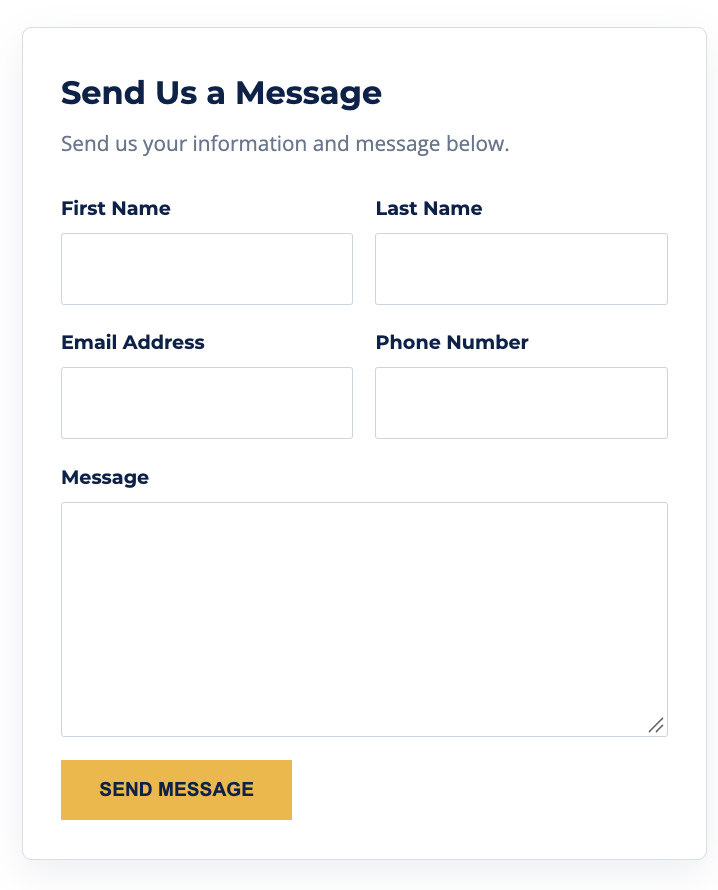 Send Us a Message
Send us your information and message below.
First Name
Last Name
Email Address
Phone Number
Message
SEND MESSAGE